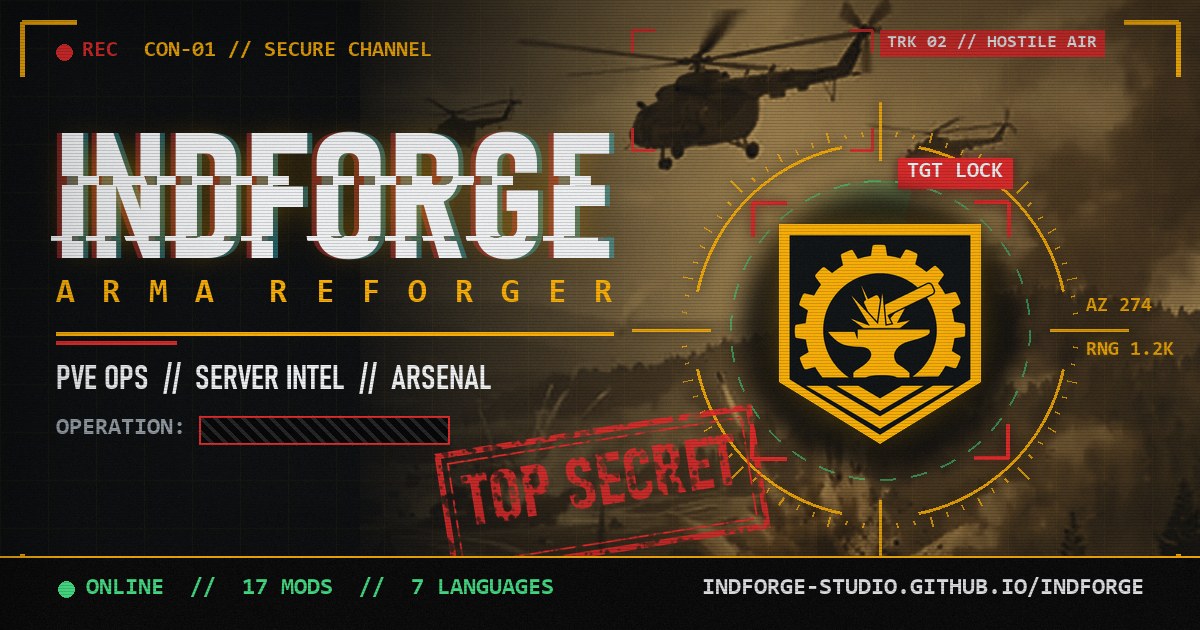 REC CON-01 // SECURE CHANNEL
TRK 02 // HOSTILE AIR
INDFORGE
ARMA REFORGER
TGT LOCK
AZ 274
RNG 1.2K
PVE OPS // SERVER INTEL // ARSENAL
OPERATION:
TOP SECRET
ONLINE // 17 MODS // 7 LANGUAGES
INDFORGE-STUDIO.GITHUB.IO/INDFORGE